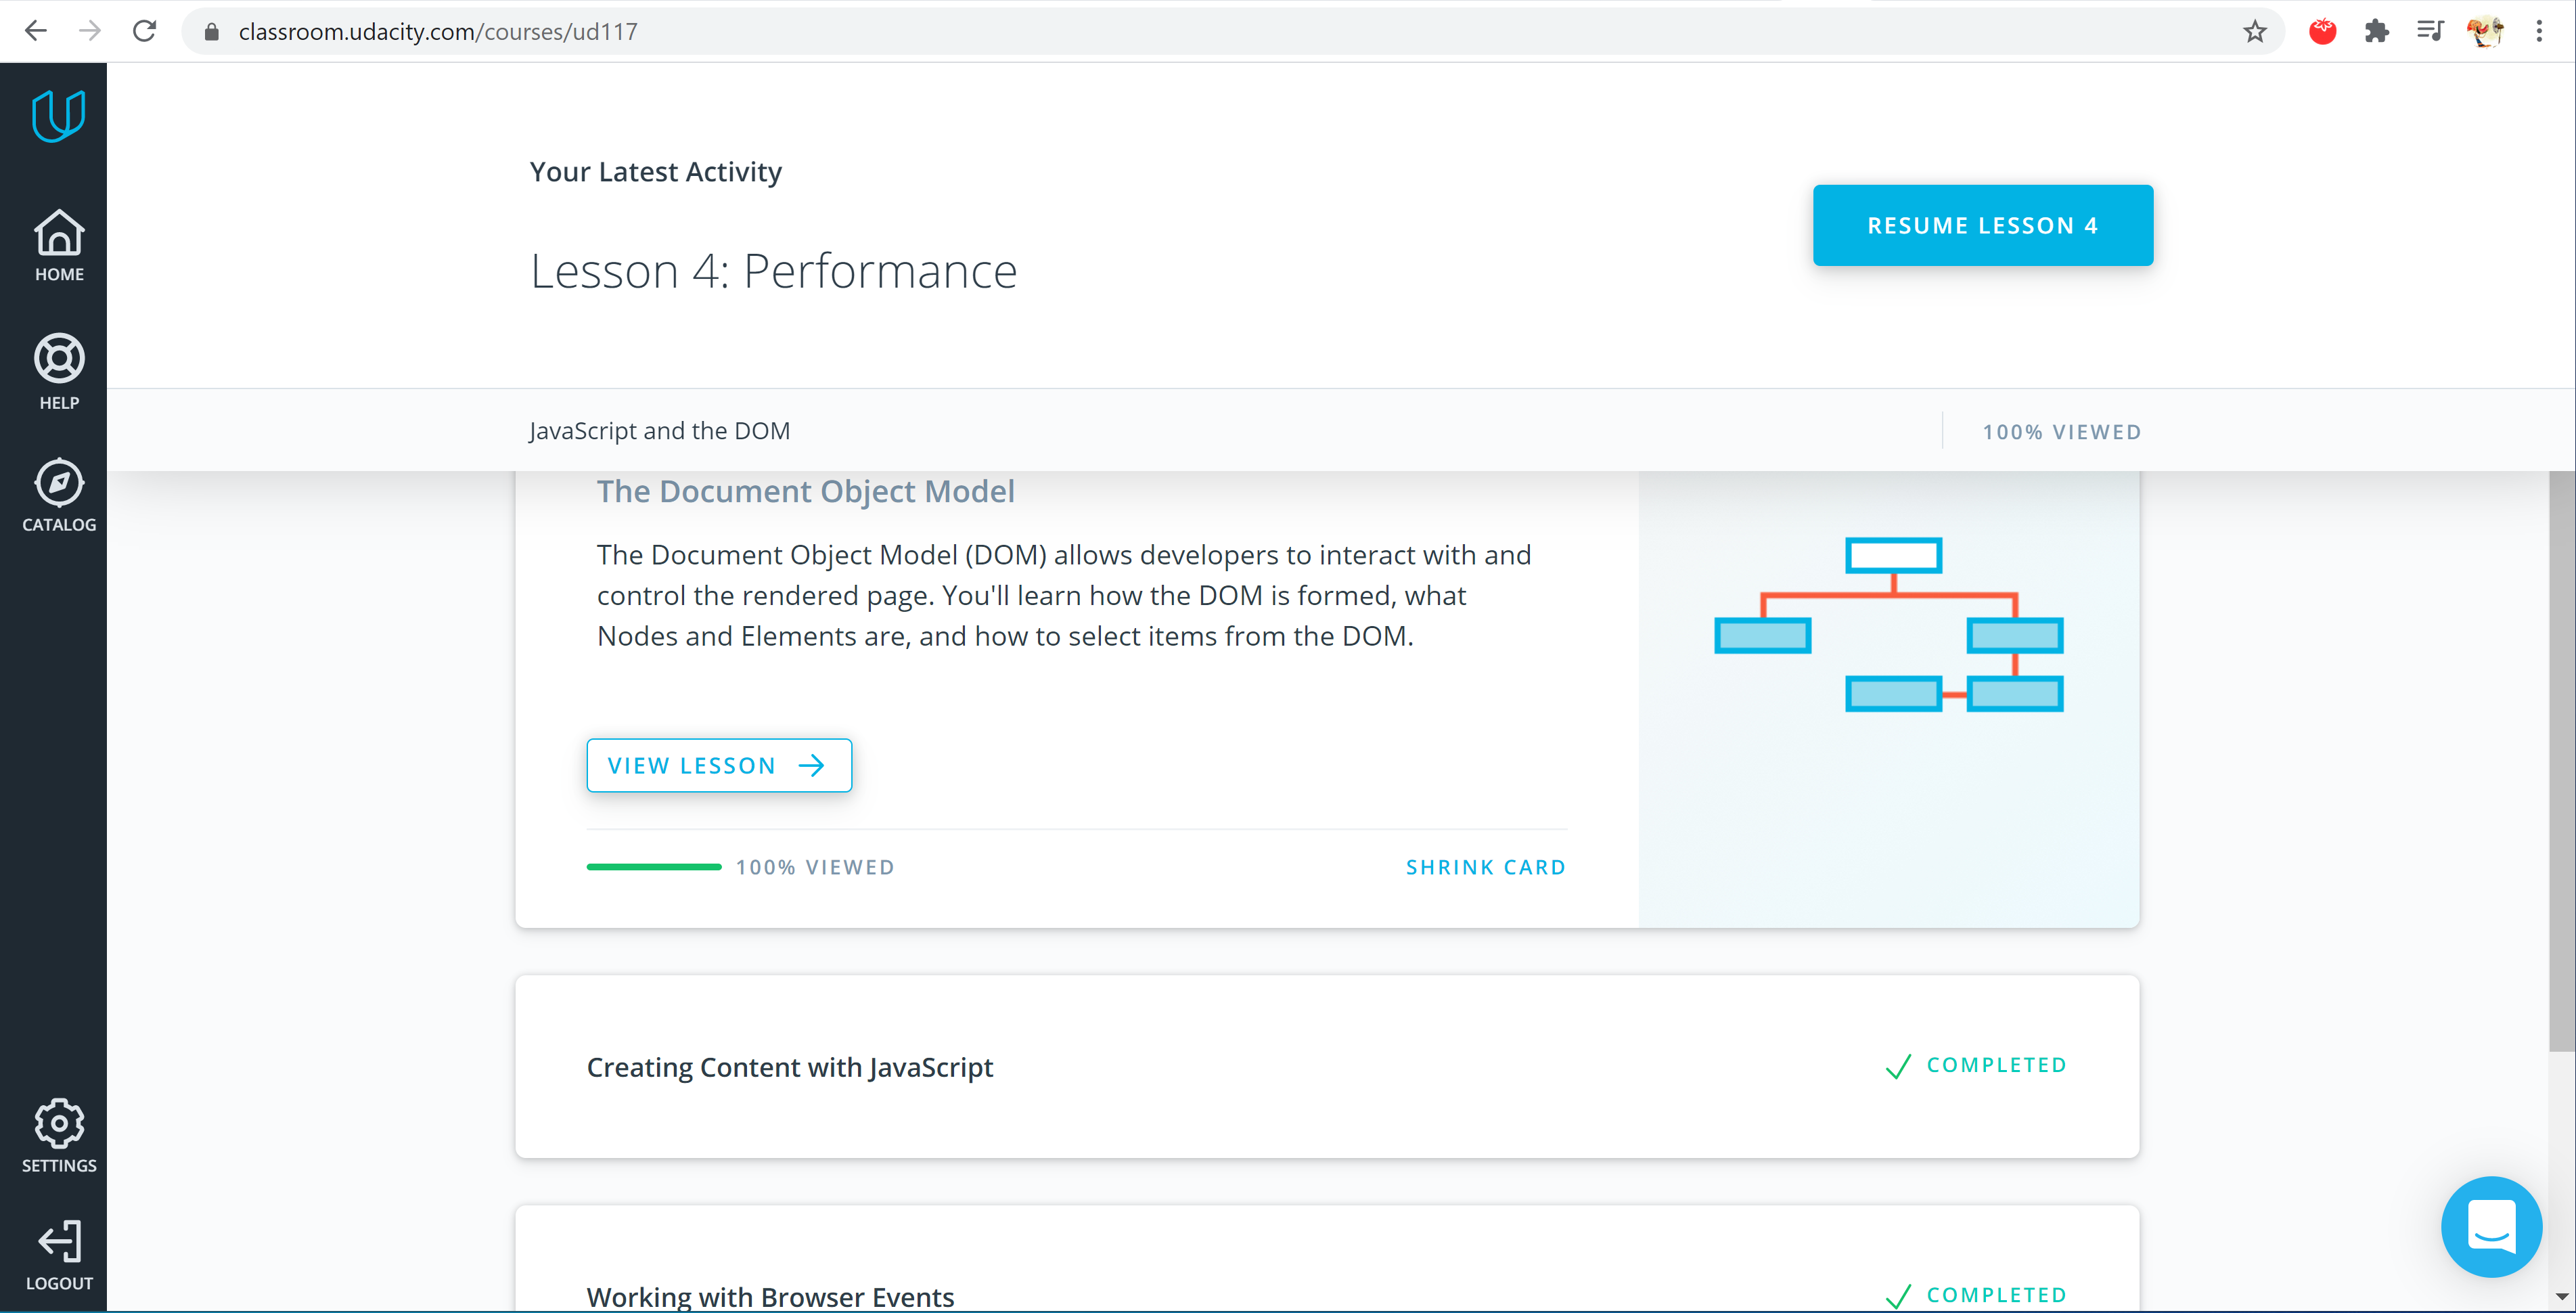 classroom.udacity.com/courses/ud117
HOME
HELP
CATALOG
SETTINGS
LOGOUT
Your Latest Activity
Lesson 4: Performance
RESUME LESSON 4
JavaScript and the DOM
100% VIEWED
The Document Object Model
The Document Object Model (DOM) allows developers to interact with and
control the rendered page. You'll learn how the DOM is formed, what
Nodes and Elements are, and how to select items from the DOM.
VIEW LESSON
100% VIEWED
SHRINK CARD
Creating Content with JavaScript
COMPLETED
Working with Browser Events
COMPLETED